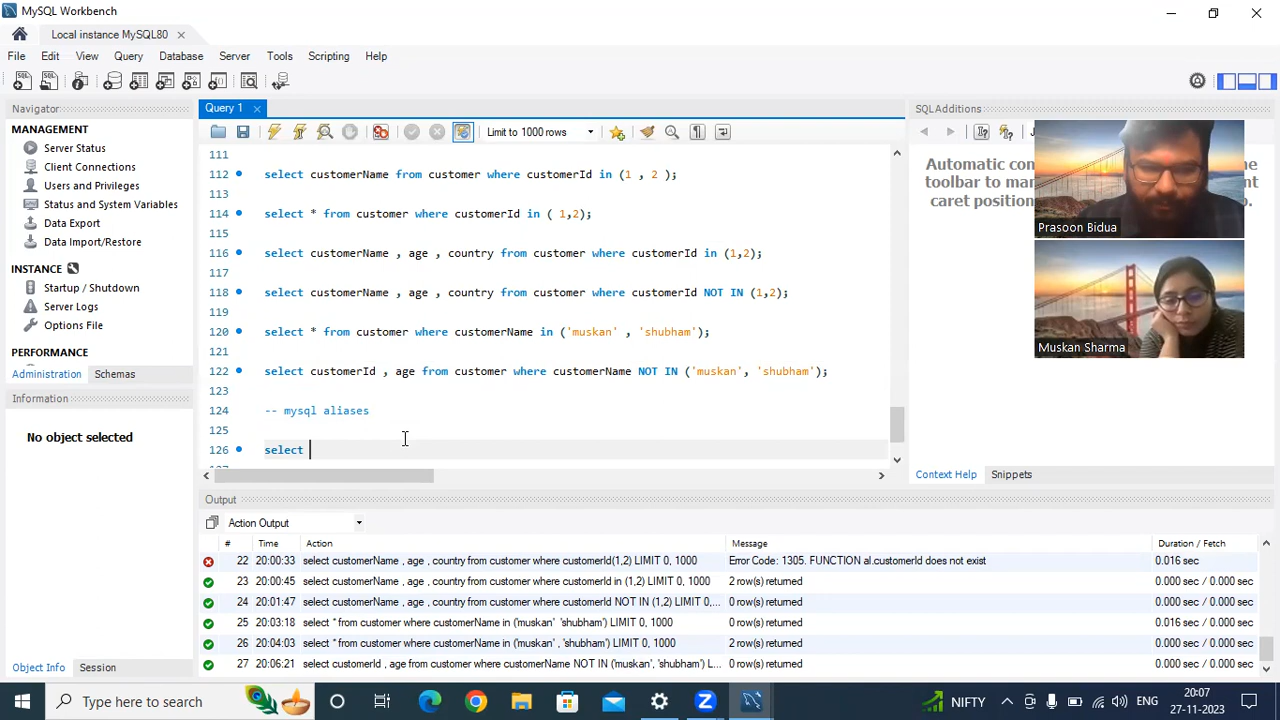 MySQL Workbench
Local instance MySQL80
File Edit View Query Database Server Tools Scripting Help
Navigator
MANAGEMENT
Server Status
Client Connections
Users and Privileges
Status and System Variables
Data Export
Data Import/Restore
INSTANCE
Startup / Shutdown
Server Logs
Options File
PERFORMANCE
Administration Schemas
Information
No object selected
Object Info Session
Query 1
Limit to 1000 rows
111
112 select customerName from customer where customerId in (1 , 2 );
113
114 select * from customer where customerId in ( 1,2);
115
116 select customerName , age , country from customer where customerId in (1,2);
117
118 select customerName , age , country from customer where customerId NOT IN (1,2);
119
120 select * from customer where customerName in ('muskan' , 'shubham');
121
122 select customerId , age from customer where customerName NOT IN ('muskan', 'shubham');
123
124 -- mysql aliases
125
126 select
SQLAdditions
Automatic con
toolbar to man
caret position
Prasoon Bidua
Muskan Sharma
Context Help Snippets
Output
Action Output
# Time Action Message Duration / Fetch
22 20:00:33 select customerName , age , country from customer where customerId(1,2) LIMIT 0, 1000 Error Code: 1305. FUNCTION al.customerId does not exist 0.016 sec
23 20:00:45 select customerName , age , country from customer where customerId in (1,2) LIMIT 0, 1000 2 row(s) returned 0.000 sec / 0.000 sec
24 20:01:47 select customerName , age , country from customer where customerId NOT IN (1,2) LIMIT 0,... 0 row(s) returned 0.000 sec / 0.000 sec
25 20:03:18 select * from customer where customerName in ('muskan' 'shubham') LIMIT 0, 1000 0 row(s) returned 0.016 sec / 0.000 sec
26 20:04:03 select * from customer where customerName in ('muskan' , 'shubham') LIMIT 0, 1000 2 row(s) returned 0.000 sec / 0.000 sec
27 20:06:21 select customerId , age from customer where customerName NOT IN ('muskan', 'shubham') L... 0 row(s) returned 0.000 sec / 0.000 sec
Type here to search
NIFTY
ENG
20:07
27-11-2023